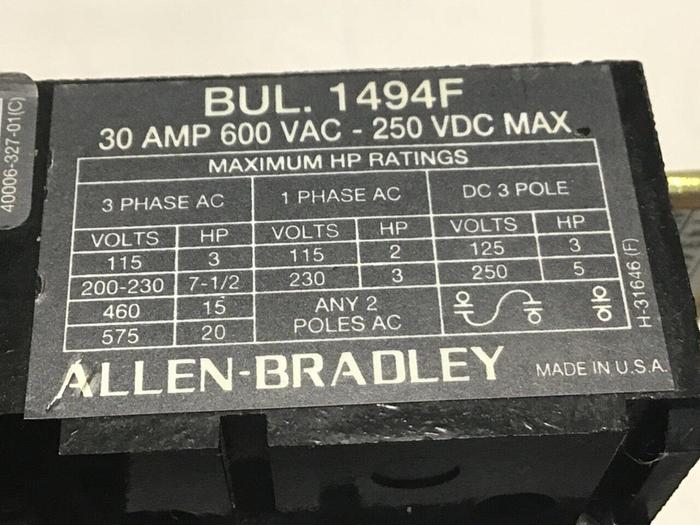 BUL. 1494F
30 AMP 600 VAC - 250 VDC MAX
MAXIMUM HP RATINGS
3 PHASE AC 1 PHASE AC DC 3 POLE
VOLTS HP VOLTS HP VOLTS HP
115 3 115 2 125 3
200-230 7-1/2 230 3 250 5
460 15 ANY 2
575 20 POLES AC
ALLEN-BRADLEY MADE IN U.S.A.
H-31646 (F)
40006-327-01(C)